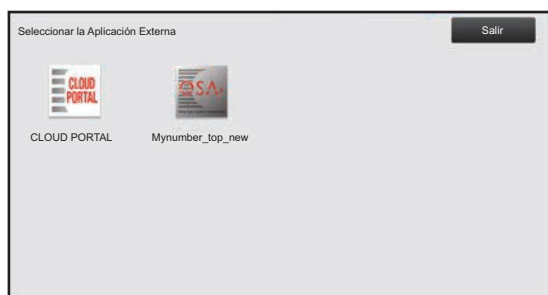 Seleccionar la Aplicación Externa
Salir
CLOUD
PORTAL
OSA
CLOUD PORTAL
Mynumber_top_new